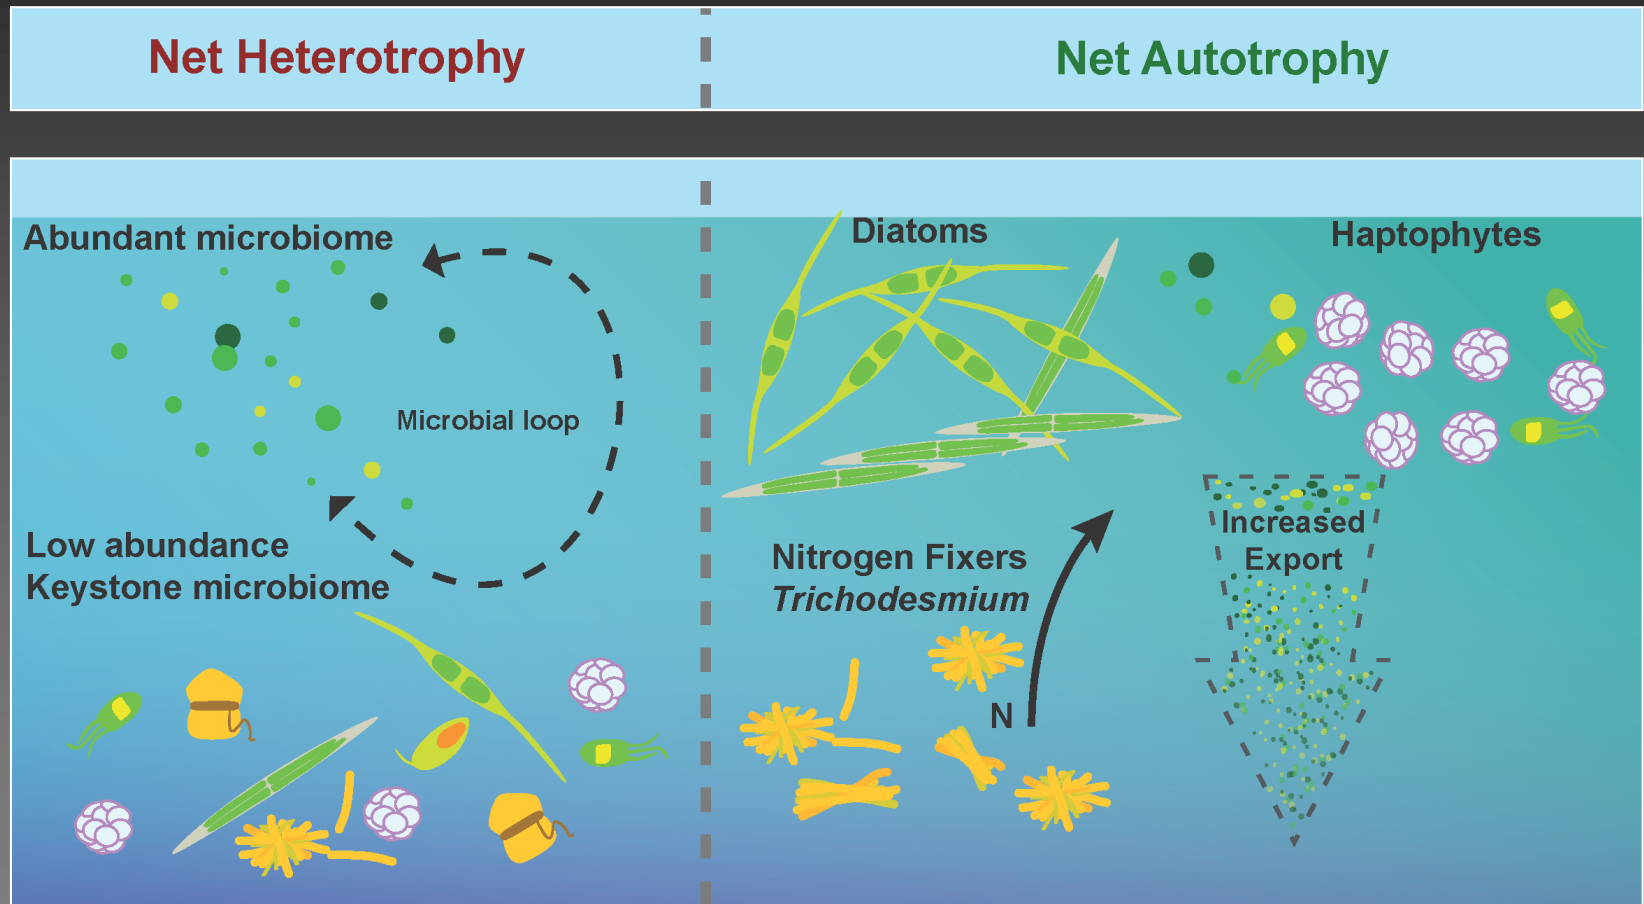 Net Heterotrophy
Net Autotrophy
Abundant microbiome
Microbial loop
Low abundance
Keystone microbiome
Diatoms
Haptophytes
Nitrogen Fixers
Trichodesmium
N
Increased
Export